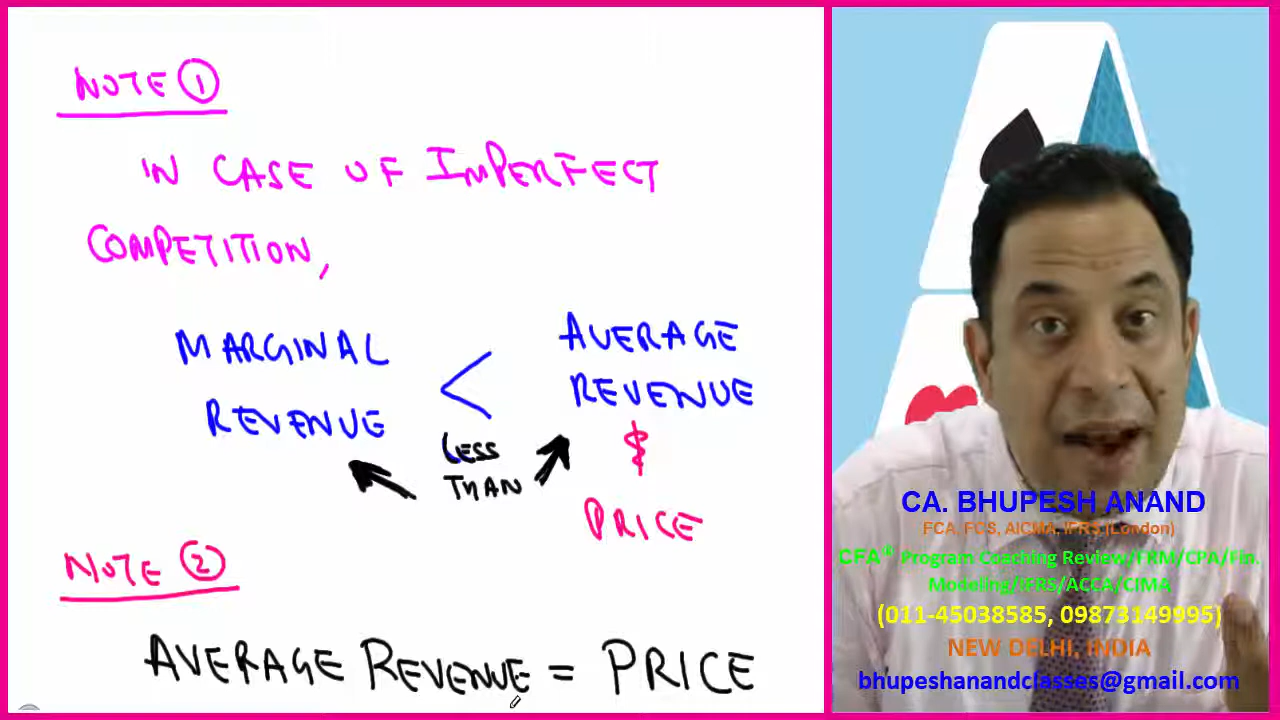 NOTE ①
IN CASE OF IMPERFECT
COMPETITION,
MARGINAL
REVENUE
<
AVERAGE
REVENUE
LESS
THAN
PRICE
NOTE ②
AVERAGE REVENUE = PRICE
CA. BHUPESH ANAND
FCA, FCS, AICMA, IFRS (London)
CFA® Program Coaching Review/FRM/CPA/Fin.
Modeling/IFRS/ACCA/CIMA
(011-45038585, 09873149995)
NEW DELHI, INDIA
bhupeshanandclasses@gmail.com